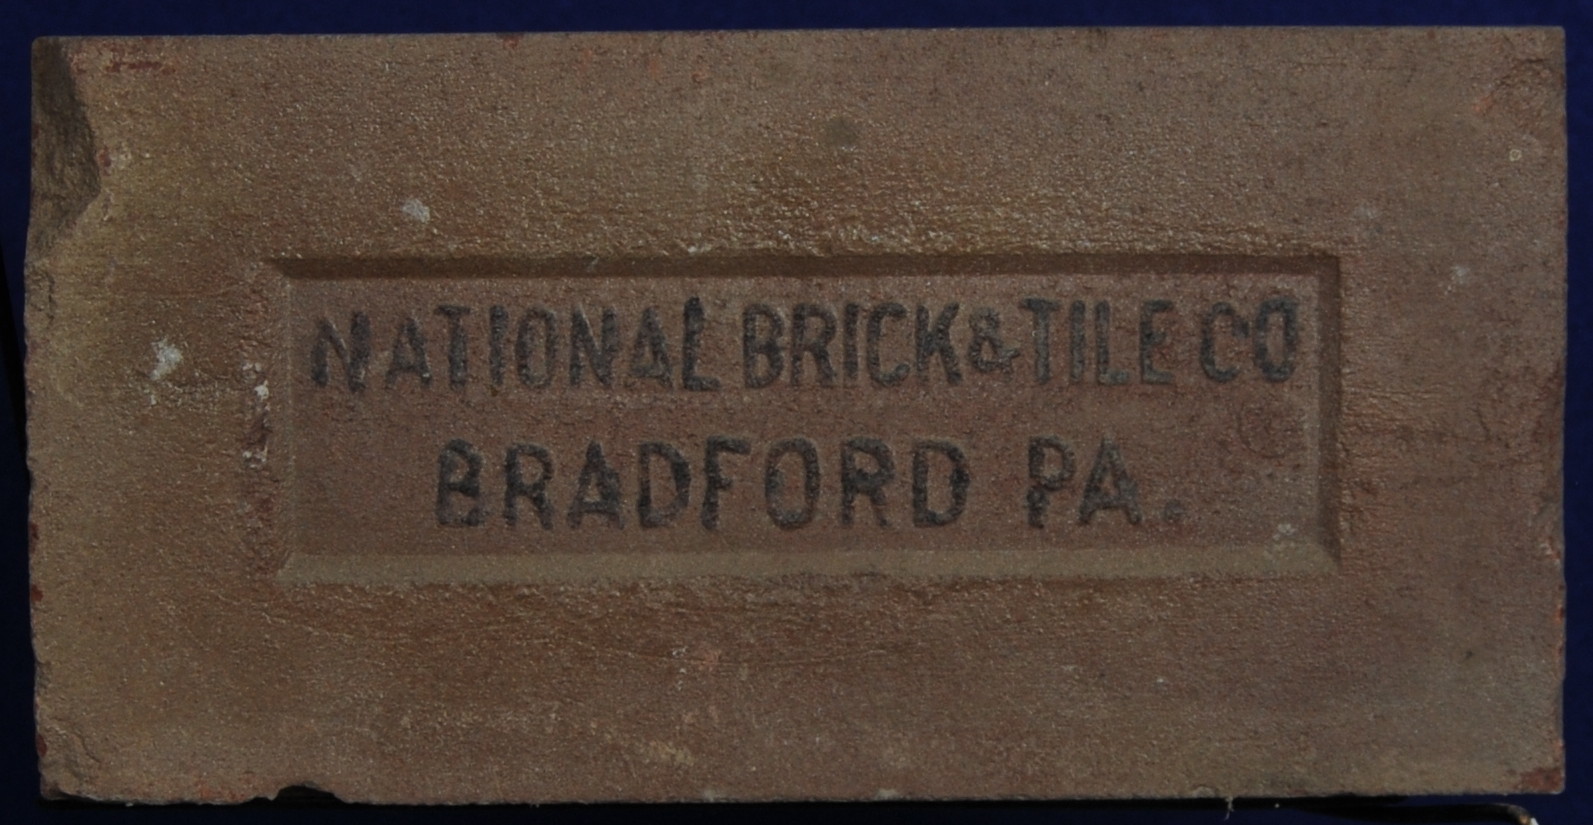 NATIONAL BRICK & TILE CO
BRADFORD PA.